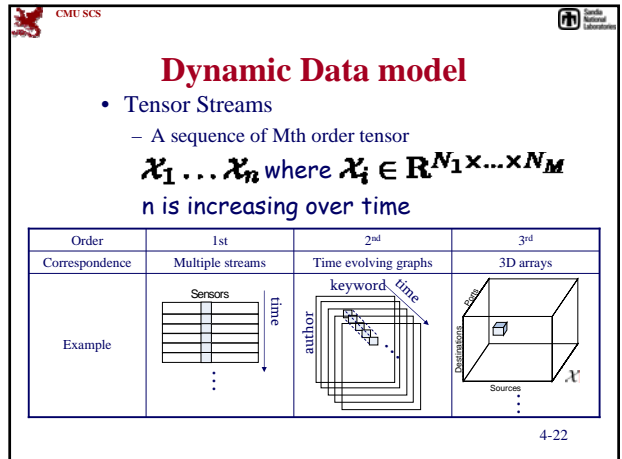 CMU SCS
Sandia
National
Laboratories
Dynamic Data model
• Tensor Streams
– A sequence of Mth order tensor
𝒳₁ … 𝒳ₙ where 𝒳ᵢ ∈ R^{N₁×...×N_M}
n is increasing over time
Order 1st 2nd 3rd
Correspondence Multiple streams Time evolving graphs 3D arrays
Example
Sensors
time
keyword
time
author
Ports
Destinations
Sources
𝒳
4-22